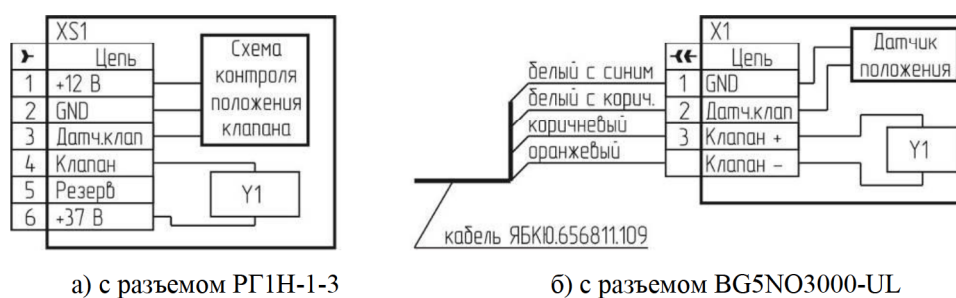 XS1
Цепь
1 +12 В
2 GND
3 Датч.клап
4 Клапан
5 Резерв
6 +37 В
Схема
контроля
положения
клапана
Y1
а) с разъемом РГ1Н-1-3
белый с синим
белый с корич.
коричневый
оранжевый
кабель ЯБКЮ.656811.109
X1
Цепь
1 GND
2 Датч.клап
3 Клапан +
Клапан –
Датчик
положения
Y1
б) с разъемом BG5NO3000-UL